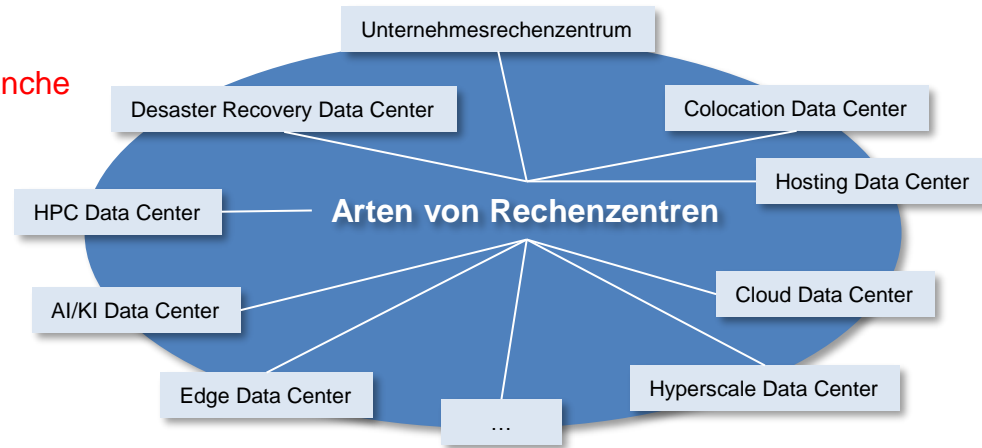 Unternehmesrechenzentrum
nche
Desaster Recovery Data Center
Colocation Data Center
Hosting Data Center
HPC Data Center
Arten von Rechenzentren
Cloud Data Center
AI/KI Data Center
Hyperscale Data Center
Edge Data Center
…